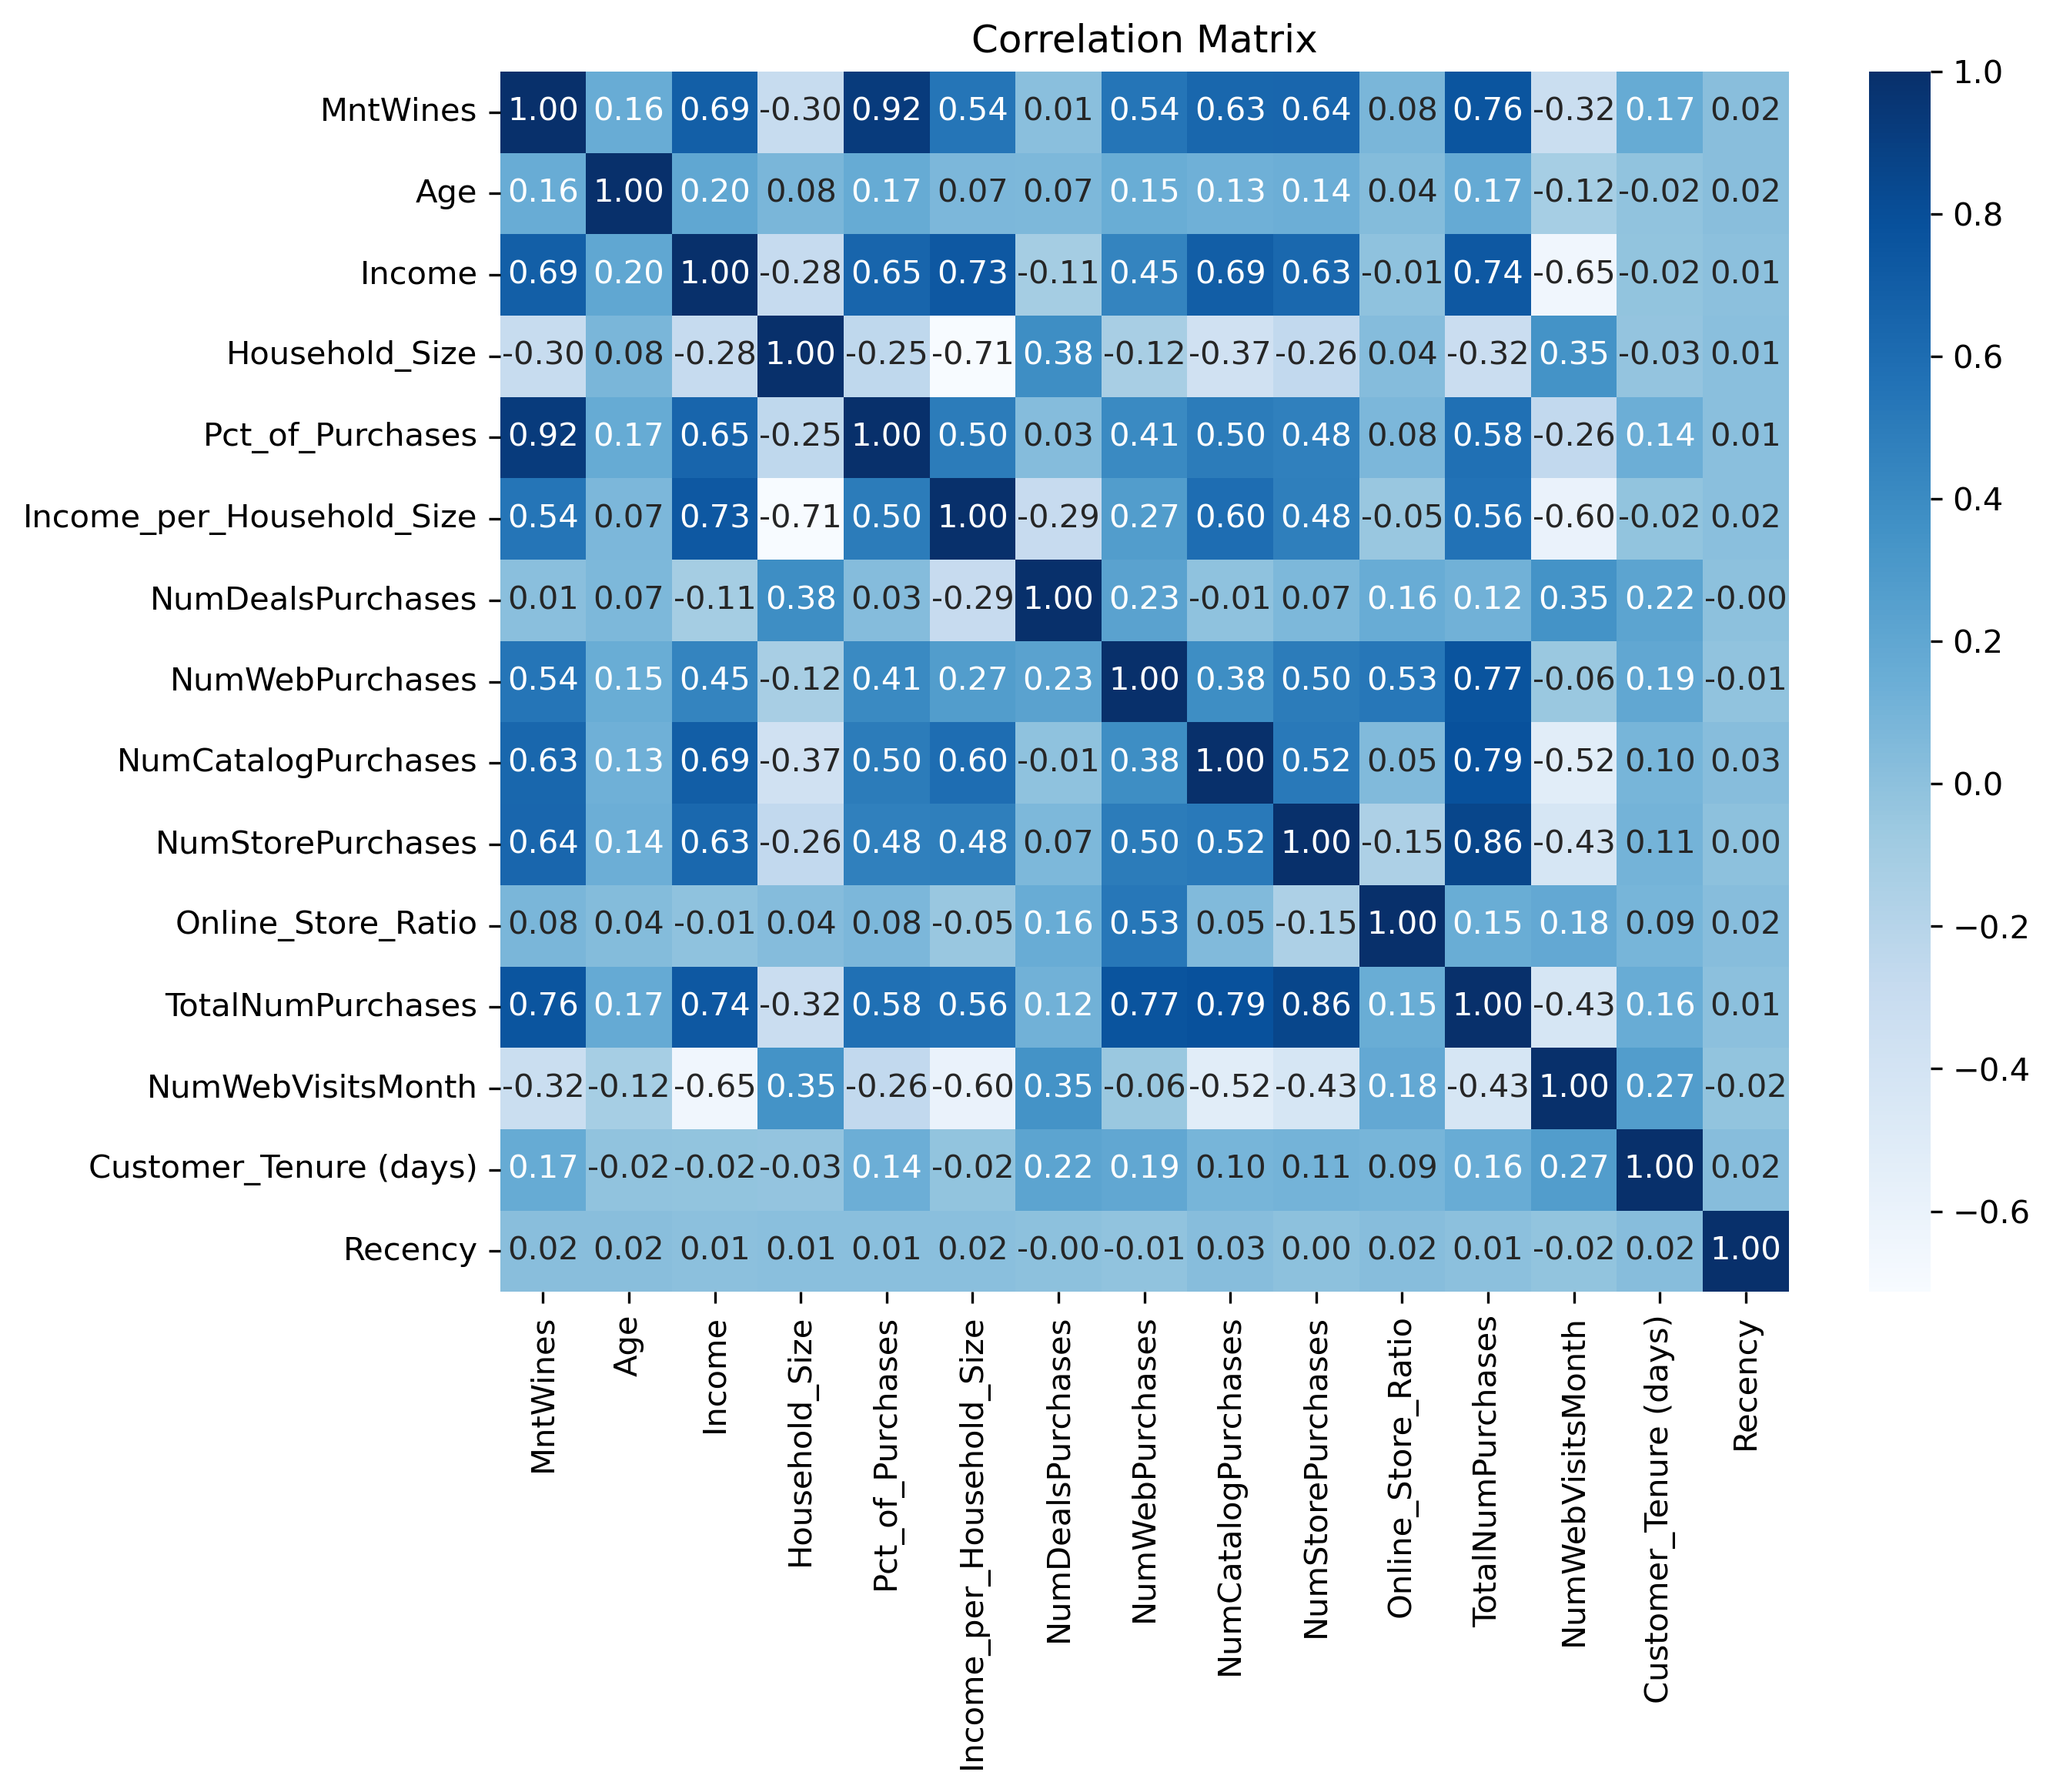 Correlation Matrix
MntWines 1.00 0.16 0.69 -0.30 0.92 0.54 0.01 0.54 0.63 0.64 0.08 0.76 -0.32 0.17 0.02
Age 0.16 1.00 0.20 0.08 0.17 0.07 0.07 0.15 0.13 0.14 0.04 0.17 -0.12 -0.02 0.02
Income 0.69 0.20 1.00 -0.28 0.65 0.73 -0.11 0.45 0.69 0.63 -0.01 0.74 -0.65 -0.02 0.01
Household_Size -0.30 0.08 -0.28 1.00 -0.25 -0.71 0.38 -0.12 -0.37 -0.26 0.04 -0.32 0.35 -0.03 0.01
Pct_of_Purchases 0.92 0.17 0.65 -0.25 1.00 0.50 0.03 0.41 0.50 0.48 0.08 0.58 -0.26 0.14 0.01
Income_per_Household_Size 0.54 0.07 0.73 -0.71 0.50 1.00 -0.29 0.27 0.60 0.48 -0.05 0.56 -0.60 -0.02 0.02
NumDealsPurchases 0.01 0.07 -0.11 0.38 0.03 -0.29 1.00 0.23 -0.01 0.07 0.16 0.12 0.35 0.22 -0.00
NumWebPurchases 0.54 0.15 0.45 -0.12 0.41 0.27 0.23 1.00 0.38 0.50 0.53 0.77 -0.06 0.19 -0.01
NumCatalogPurchases 0.63 0.13 0.69 -0.37 0.50 0.60 -0.01 0.38 1.00 0.52 0.05 0.79 -0.52 0.10 0.03
NumStorePurchases 0.64 0.14 0.63 -0.26 0.48 0.48 0.07 0.50 0.52 1.00 -0.15 0.86 -0.43 0.11 0.00
Online_Store_Ratio 0.08 0.04 -0.01 0.04 0.08 -0.05 0.16 0.53 0.05 -0.15 1.00 0.15 0.18 0.09 0.02
TotalNumPurchases 0.76 0.17 0.74 -0.32 0.58 0.56 0.12 0.77 0.79 0.86 0.15 1.00 -0.43 0.16 0.01
NumWebVisitsMonth -0.32 -0.12 -0.65 0.35 -0.26 -0.60 0.35 -0.06 -0.52 -0.43 0.18 -0.43 1.00 0.27 -0.02
Customer_Tenure (days) 0.17 -0.02 -0.02 -0.03 0.14 -0.02 0.22 0.19 0.10 0.11 0.09 0.16 0.27 1.00 0.02
Recency 0.02 0.02 0.01 0.01 0.01 0.02 -0.00 -0.01 0.03 0.00 0.02 0.01 -0.02 0.02 1.00
MntWines
Age
Income
Household_Size
Pct_of_Purchases
Income_per_Household_Size
NumDealsPurchases
NumWebPurchases
NumCatalogPurchases
NumStorePurchases
Online_Store_Ratio
TotalNumPurchases
NumWebVisitsMonth
Customer_Tenure (days)
Recency
1.0
0.8
0.6
0.4
0.2
0.0
−0.2
−0.4
−0.6